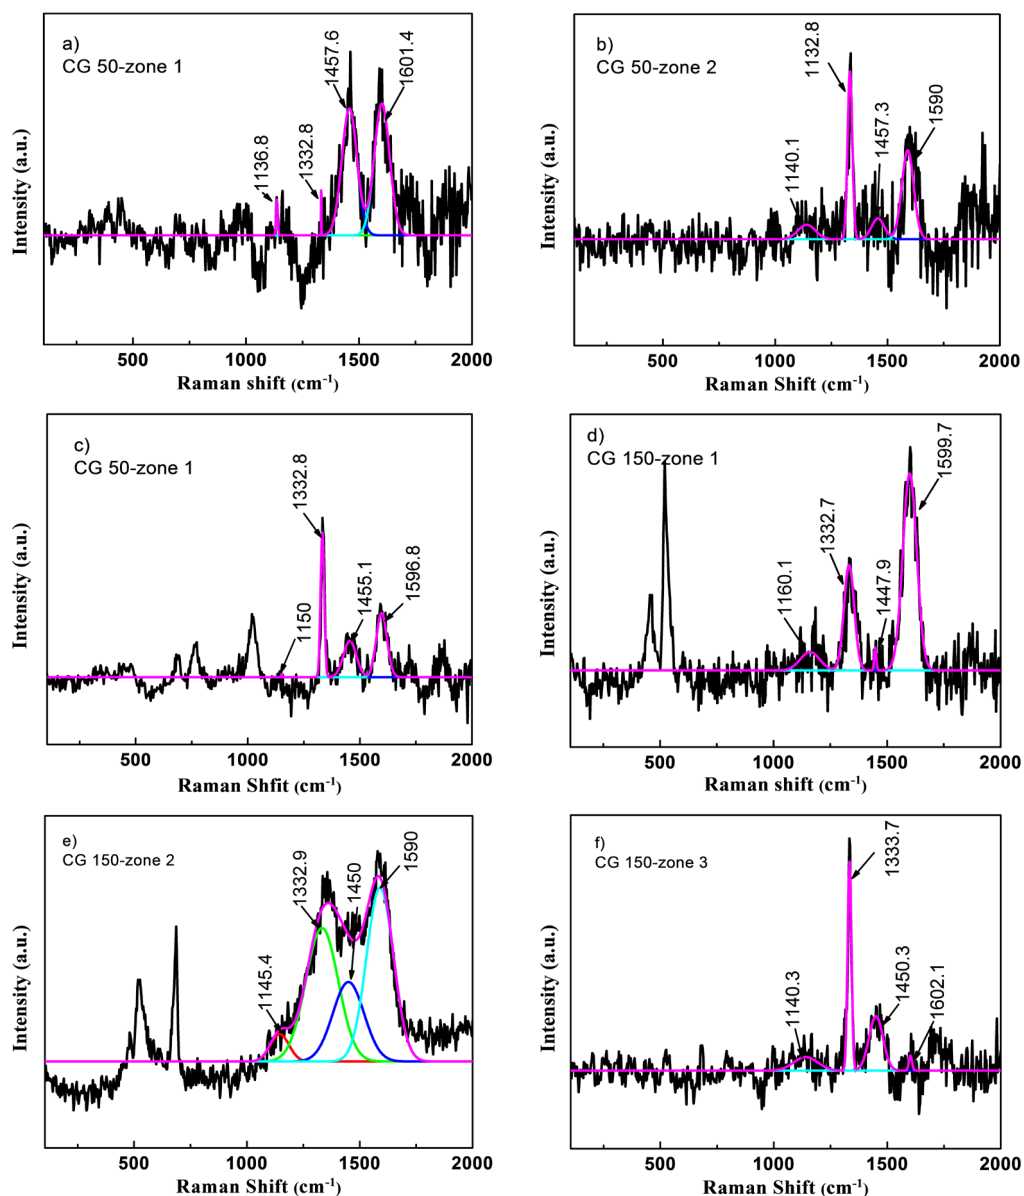 a)
CG 50-zone 1
1136.8
1332.8
1457.6
1601.4
Intensity (a.u.)
500
1000
1500
2000
Raman shift (cm-1)
b)
CG 50-zone 2
1140.1
1132.8
1457.3
1590
Intensity (a.u.)
500
1000
1500
2000
Raman Shift (cm-1)
c)
CG 50-zone 1
1150
1332.8
1455.1
1596.8
Intensity (a.u.)
500
1000
1500
2000
Raman Shfit (cm-1)
d)
CG 150-zone 1
1160.1
1332.7
1447.9
1599.7
Intensity (a.u.)
500
1000
1500
2000
Raman shift (cm-1)
e)
CG 150-zone 2
1145.4
1332.9
1450
1590
Intensity (a.u.)
500
1000
1500
2000
Raman Shift (cm-1)
f)
CG 150-zone 3
1140.3
1333.7
1450.3
1602.1
Intensity (a.u.)
500
1000
1500
2000
Raman Shift (cm-1)